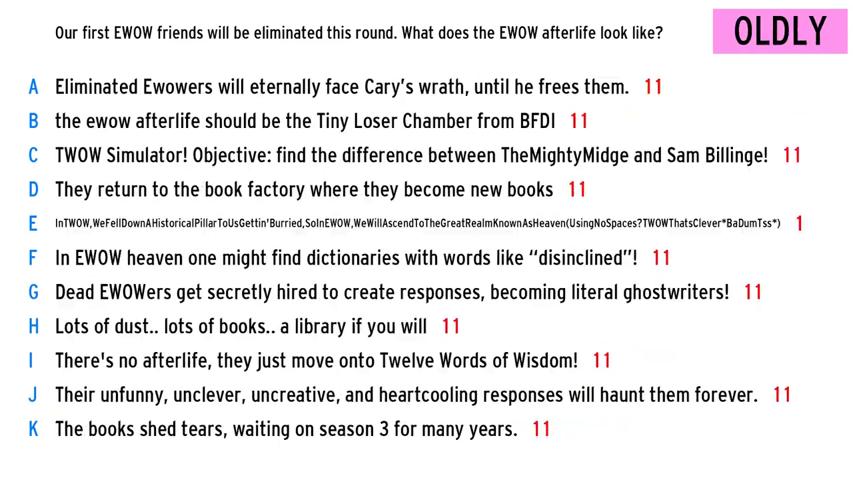 Our first EWOW friends will be eliminated this round. What does the EWOW afterlife look like?
OLDLY
A Eliminated Ewowers will eternally face Cary's wrath, until he frees them. 11
B the ewow afterlife should be the Tiny Loser Chamber from BFDI 11
C TWOW Simulator! Objective: find the difference between TheMightyMidge and Sam Billinge! 11
D They return to the book factory where they become new books 11
E InTWOW,WeFellDownAHistoricalPillarToUsGettin'Burried,SoInEWOW,WeWillAscendToTheGreatRealmKnownAsHeaven(UsingNoSpaces?TWOWThatsClever*BaDumTss*) 1
F In EWOW heaven one might find dictionaries with words like “disinclined”! 11
G Dead EWOWers get secretly hired to create responses, becoming literal ghostwriters! 11
H Lots of dust.. lots of books.. a library if you will 11
I There's no afterlife, they just move onto Twelve Words of Wisdom! 11
J Their unfunny, unclever, uncreative, and heartcooling responses will haunt them forever. 11
K The books shed tears, waiting on season 3 for many years. 11